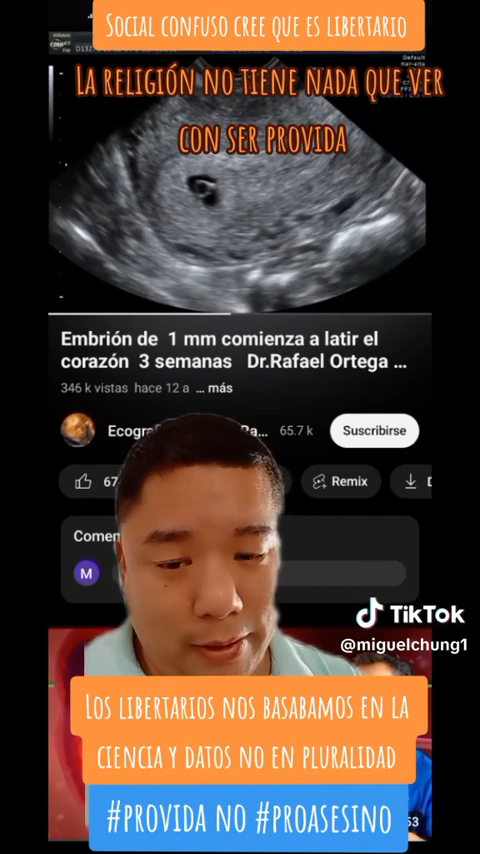 Social confuso cree que es libertario
La religión no tiene nada que ver
con ser provida
Embrión de 1 mm comienza a latir el
corazón 3 semanas Dr.Rafael Ortega ...
346 k vistas hace 12 a ... más
65.7 k
Suscribirse
Remix
M
TikTok
@miguelchung1
Los libertarios nos basabamos en la
ciencia y datos no en pluralidad
#provida no #proasesino